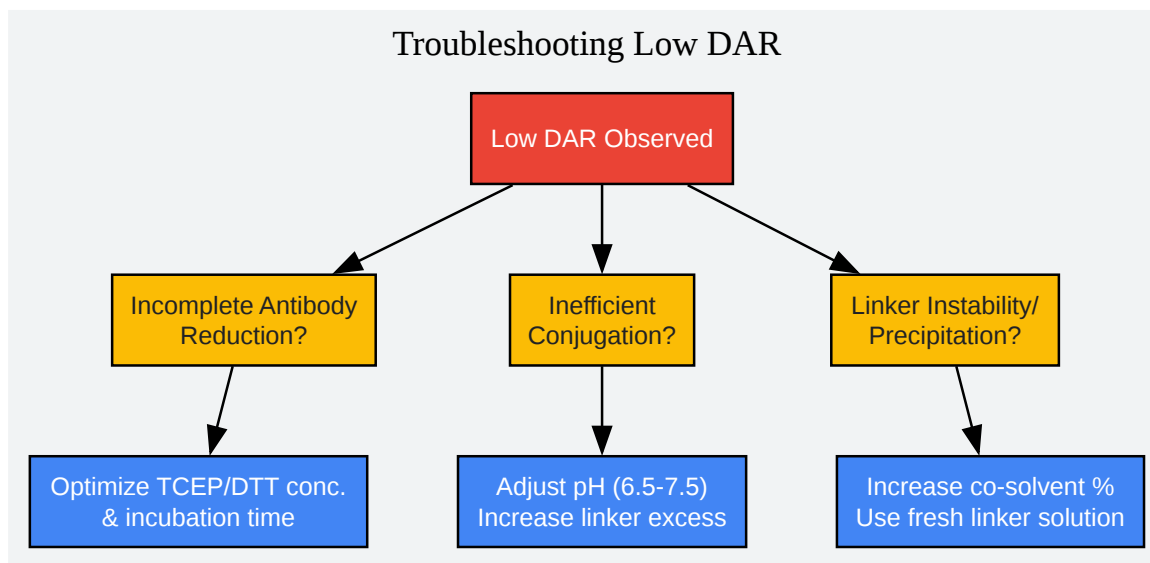 Troubleshooting Low DAR
Low DAR Observed
Incomplete Antibody
Reduction?
Inefficient
Conjugation?
Linker Instability/
Precipitation?
Optimize TCEP/DTT conc.
& incubation time
Adjust pH (6.5-7.5)
Increase linker excess
Increase co-solvent %
Use fresh linker solution